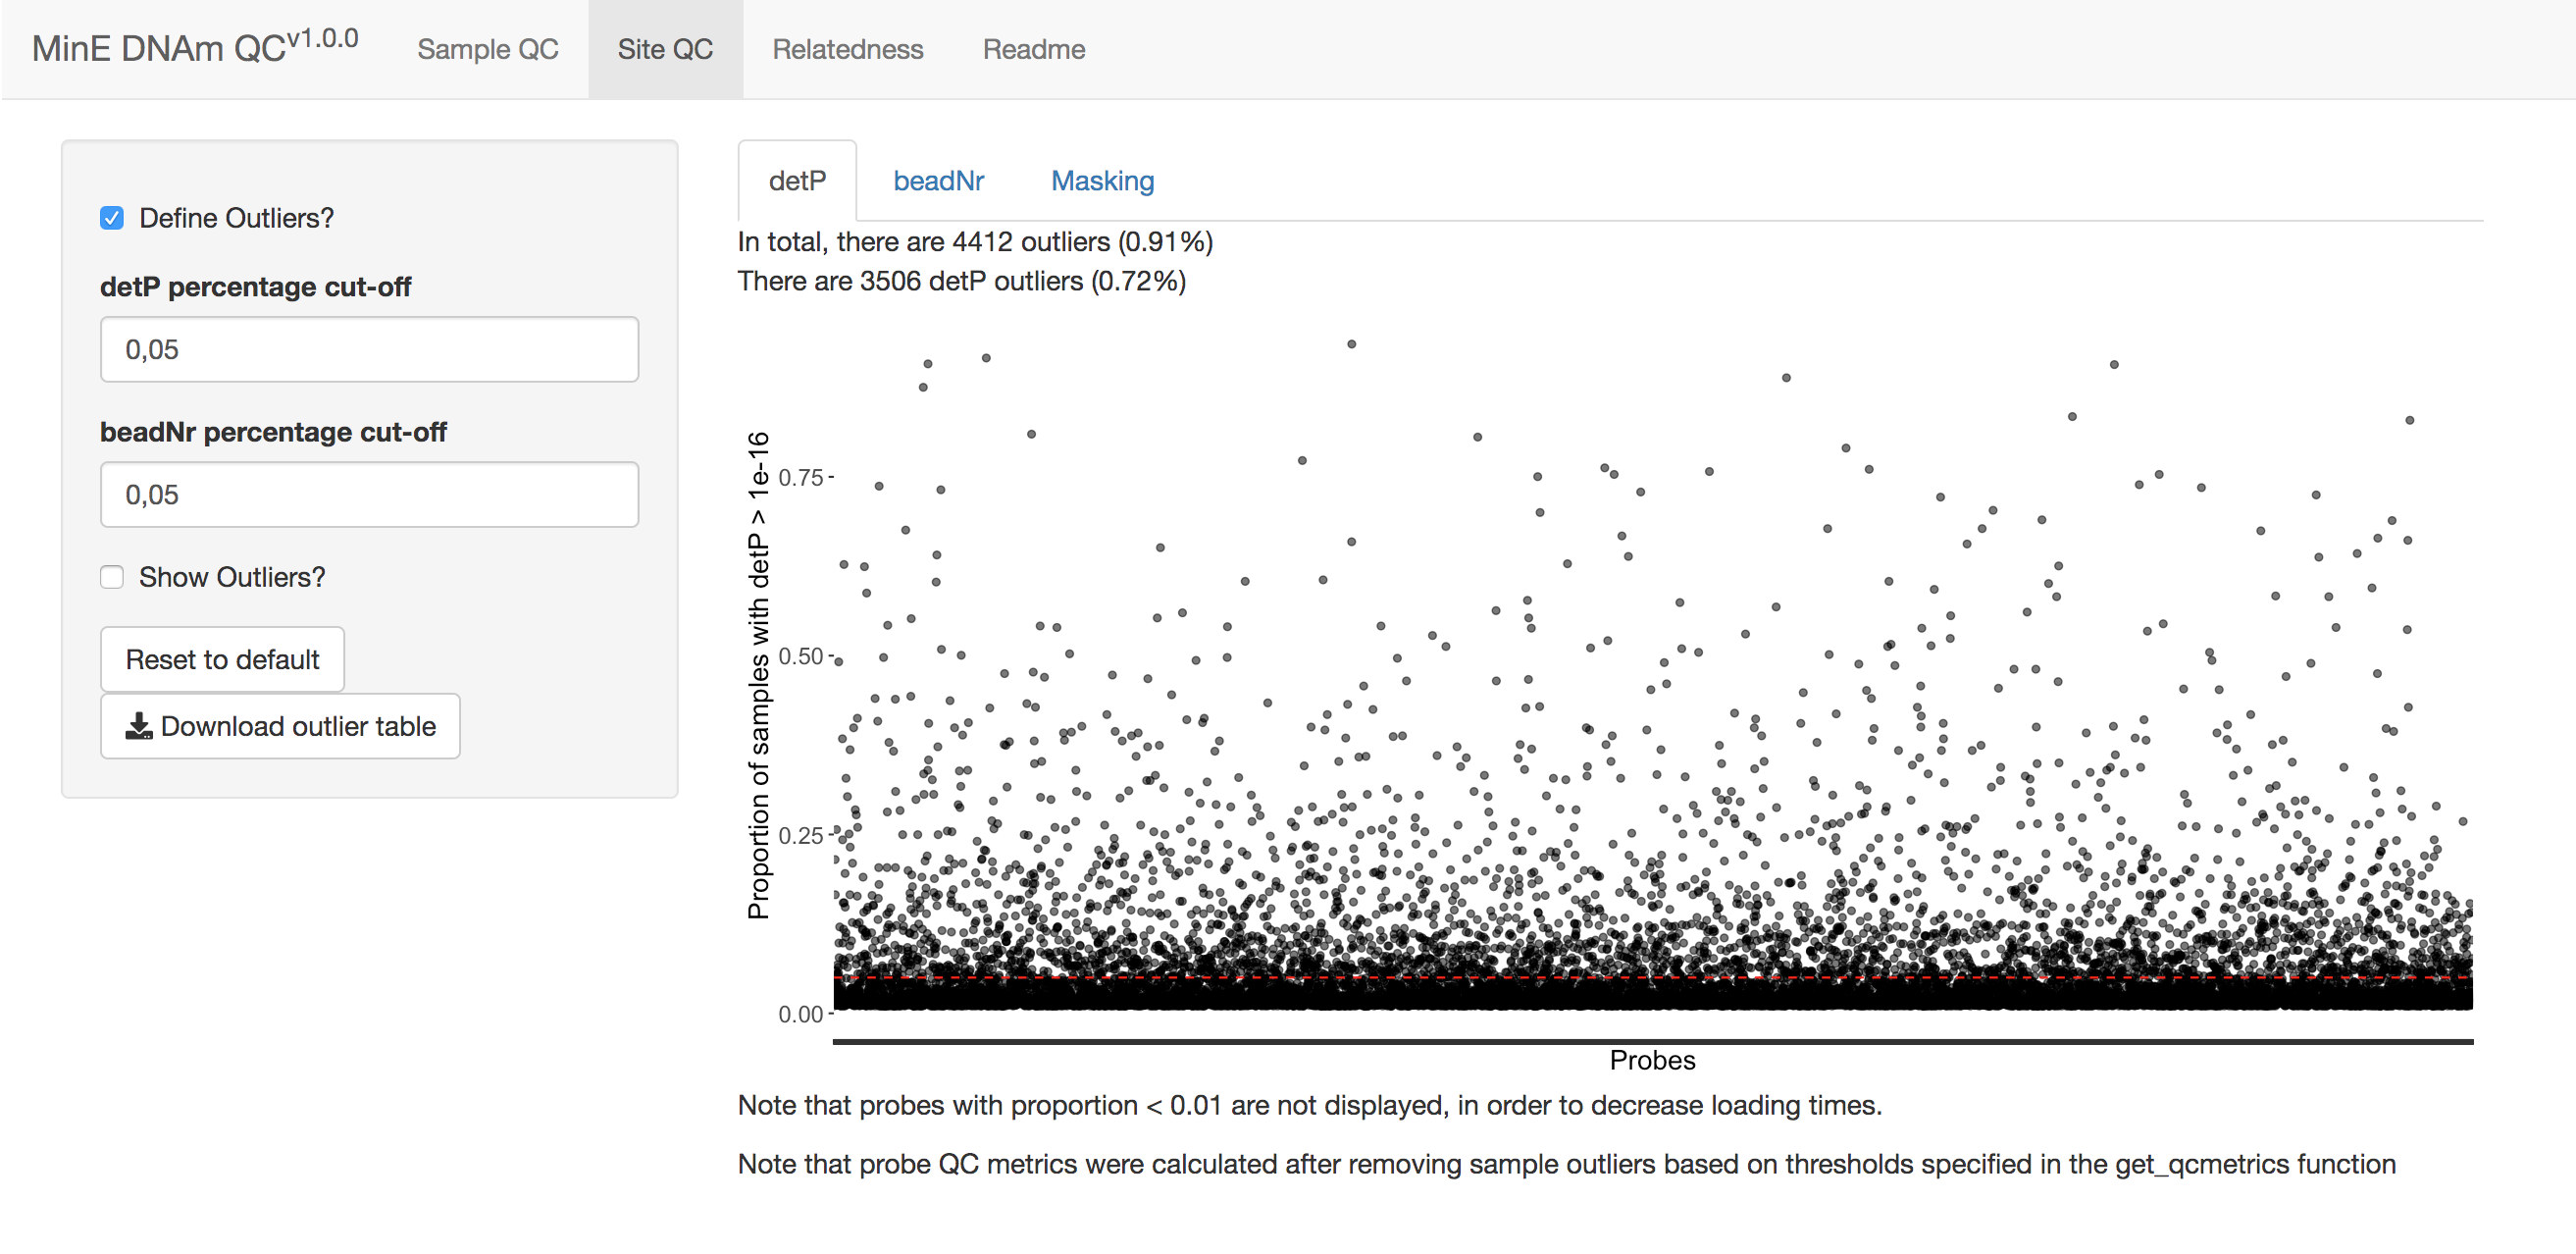 MinE DNAm QCv1.0.0 Sample QC Site QC Relatedness Readme
Define Outliers?
detP percentage cut-off
0,05
beadNr percentage cut-off
0,05
Show Outliers?
Reset to default
Download outlier table
detP beadNr Masking
In total, there are 4412 outliers (0.91%)
There are 3506 detP outliers (0.72%)
Proportion of samples with detP > 1e-16
0.75
0.50
0.25
0.00
Probes
Note that probes with proportion < 0.01 are not displayed, in order to decrease loading times.
Note that probe QC metrics were calculated after removing sample outliers based on thresholds specified in the get_qcmetrics function